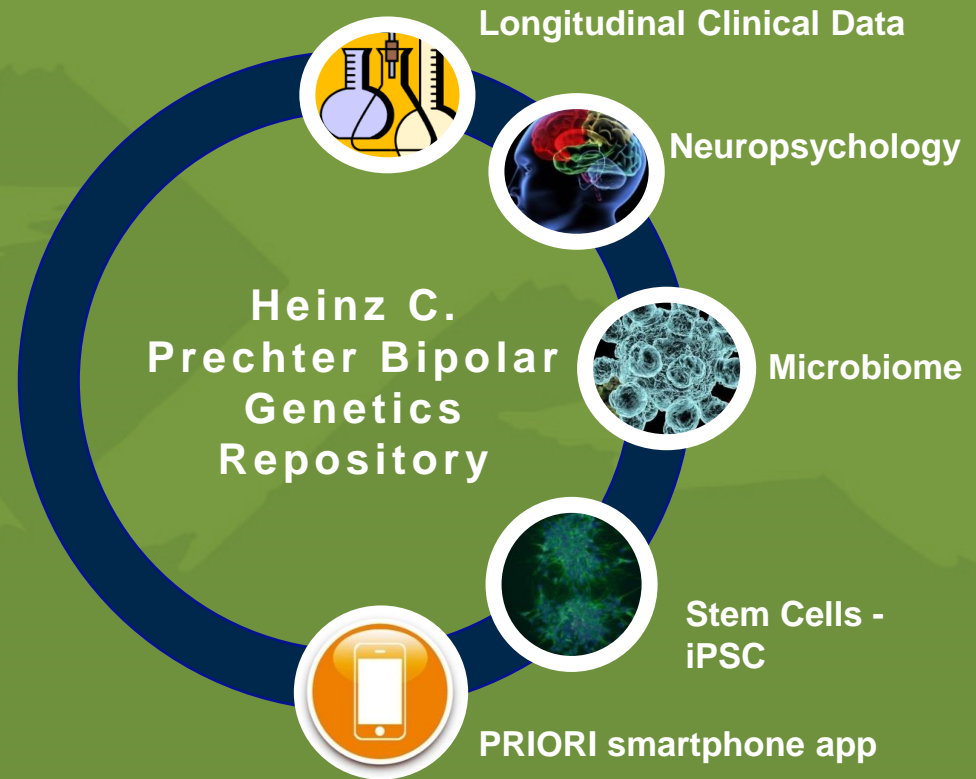 Longitudinal Clinical Data
Neuropsychology
Heinz C.
Prechter Bipolar
Genetics
Repository
Microbiome
Stem Cells -
iPSC
PRIORI smartphone app